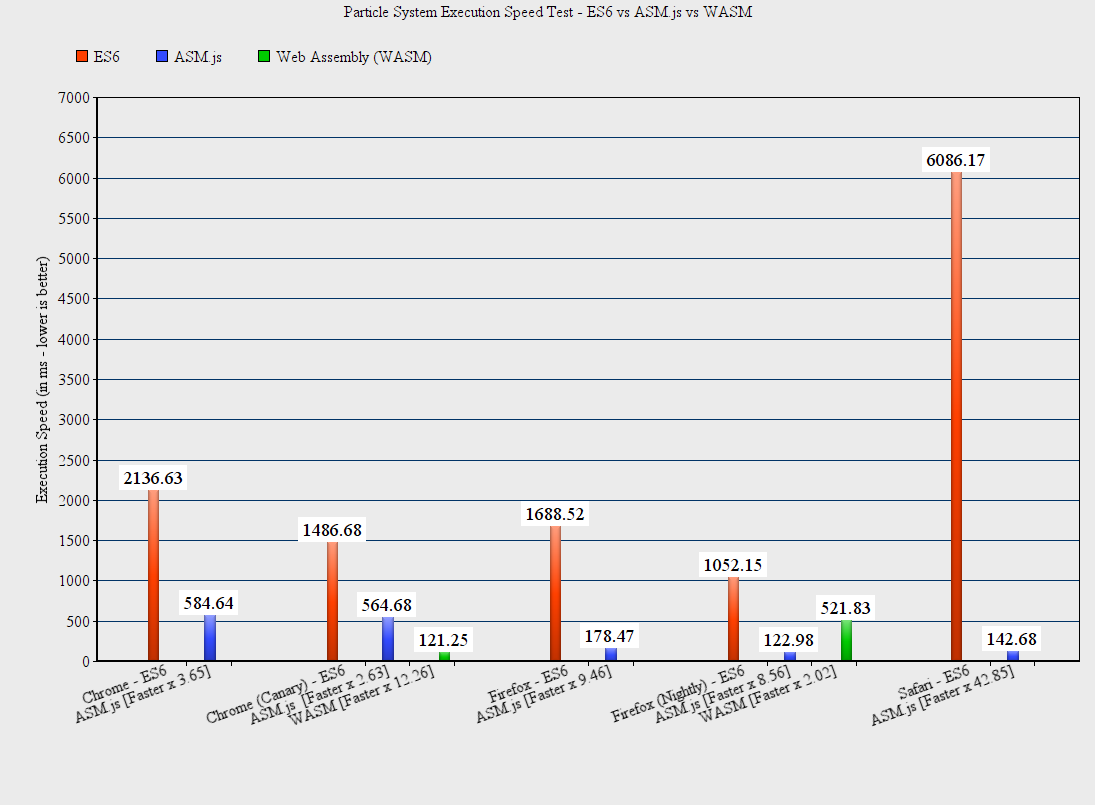 Particle System Execution Speed Test - ES6 vs ASM.js vs WASM
ES6
ASM.js
Web Assembly (WASM)
Execution Speed (in ms - lower is better)
7000
6500
6000
5500
5000
4500
4000
3500
3000
2500
2000
1500
1000
500
0
2136.63
584.64
1486.68
564.68
121.25
1688.52
178.47
1052.15
122.98
521.83
6086.17
142.68
Chrome - ES6
ASM.js [Faster x 3.65]
Chrome (Canary) - ES6
ASM.js [Faster x 2.63]
WASM [Faster x 12.26]
Firefox - ES6
ASM.js [Faster x 9.46]
Firefox (Nightly) - ES6
ASM.js [Faster x 8.56]
WASM [Faster x 2.02]
Safari - ES6
ASM.js [Faster x 42.85]